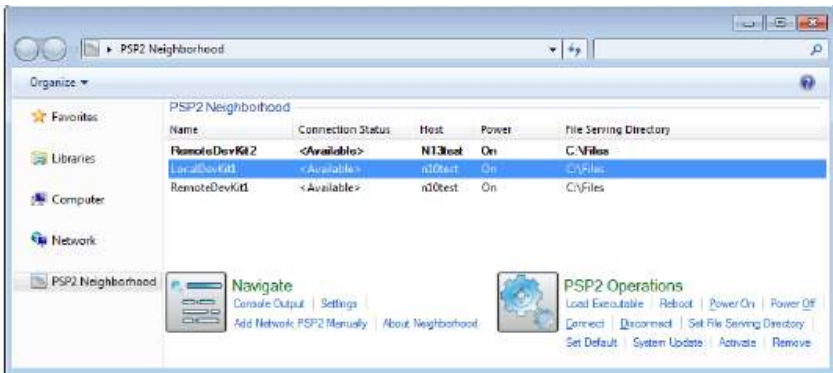 PSP2 Neighborhood
Organize
Favorites
Libraries
Computer
Network
PSP2 Neighborhood
PSP2 Neighborhood
Name Connection Status Host Power File Serving Directory
RemoteDevKit2 <Available> N13test On C:\Files
LocalDevKit1 <Available> n10test On C:\Files
RemoteDevKit1 <Available> n10test On C:\Files
Navigate
Console Output | Settings |
Add Network PSP2 Manually | About Neighborhood
PSP2 Operations
Load Executable | Reboot | Power On | Power Off
Connect | Disconnect | Set File Serving Directory |
Set Default | System Update | Activate | Remove